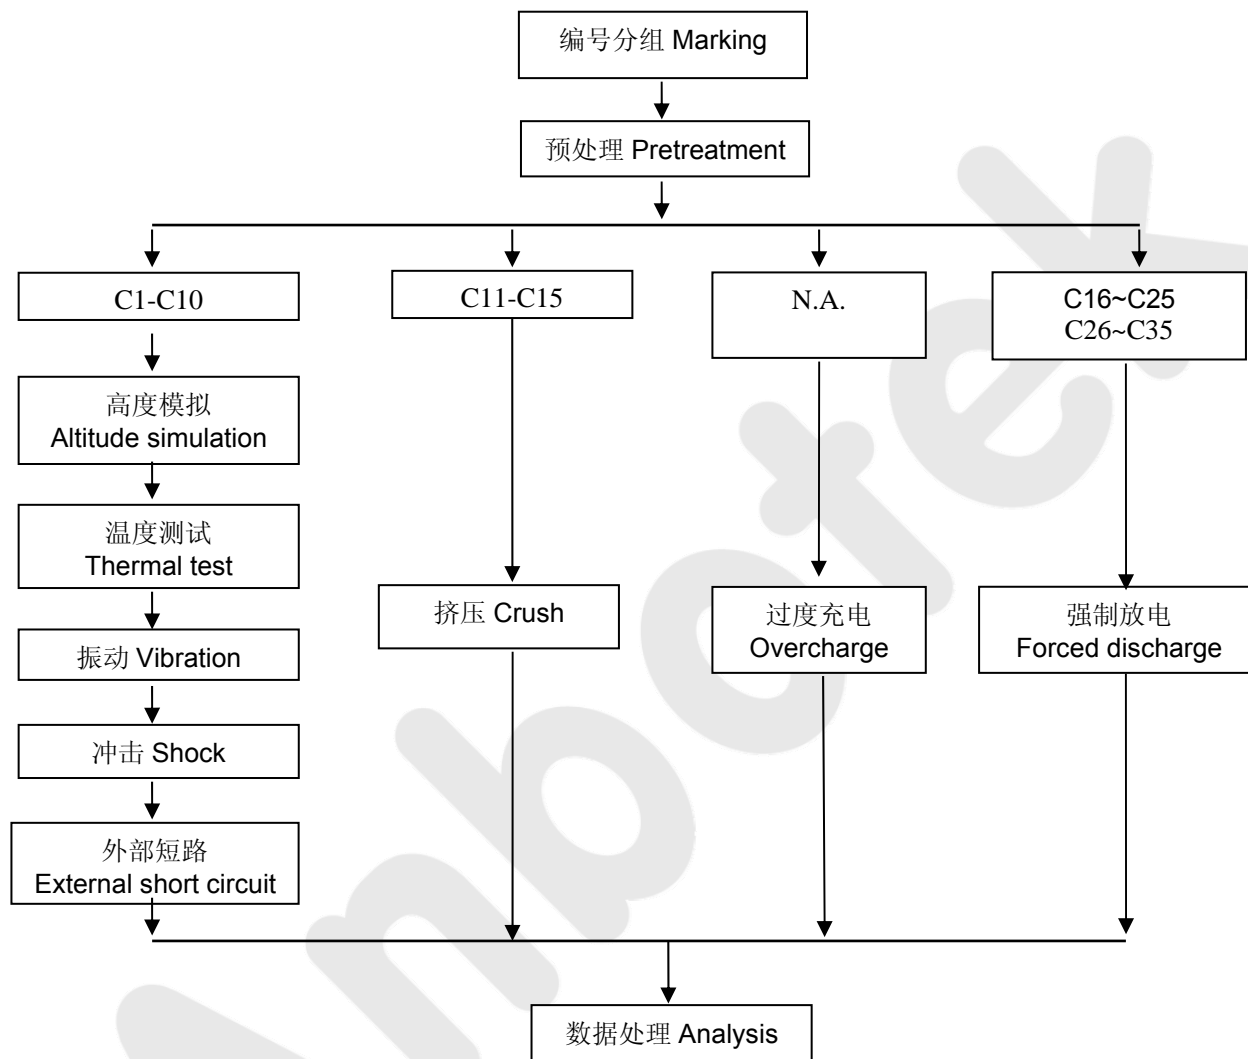 编号分组 Marking
预处理 Pretreatment
C1-C10
C11-C15
N.A.
C16~C25
C26~C35
高度模拟
Altitude simulation
温度测试
Thermal test
振动 Vibration
冲击 Shock
外部短路
External short circuit
挤压 Crush
过度充电
Overcharge
强制放电
Forced discharge
数据处理 Analysis
Anbotek